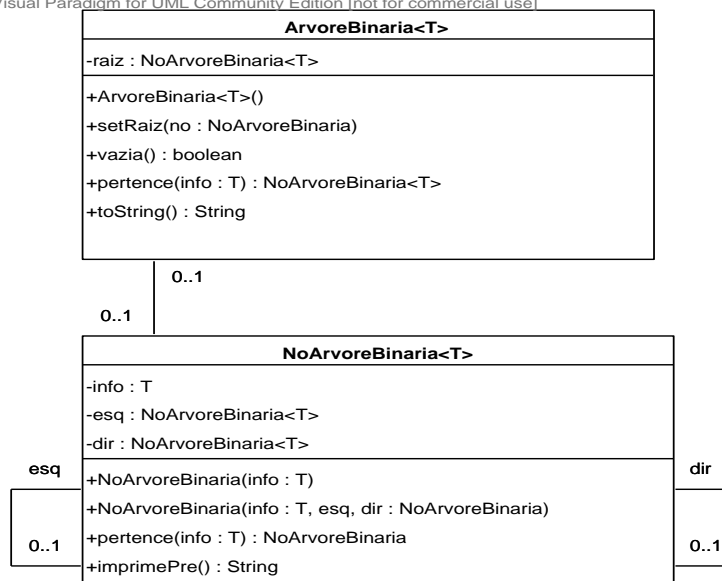 Visual Paradigm for UML Community Edition [not for commercial use]
ArvoreBinaria<T>
-raiz : NoArvoreBinaria<T>
+ArvoreBinaria<T>()
+setRaiz(no : NoArvoreBinaria)
+vazia() : boolean
+pertence(info : T) : NoArvoreBinaria<T>
+toString() : String
0..1
0..1
NoArvoreBinaria<T>
-info : T
-esq : NoArvoreBinaria<T>
-dir : NoArvoreBinaria<T>
esq
dir
+NoArvoreBinaria(info : T)
+NoArvoreBinaria(info : T, esq, dir : NoArvoreBinaria)
+pertence(info : T) : NoArvoreBinaria
0..1
0..1
+imprimePre() : String